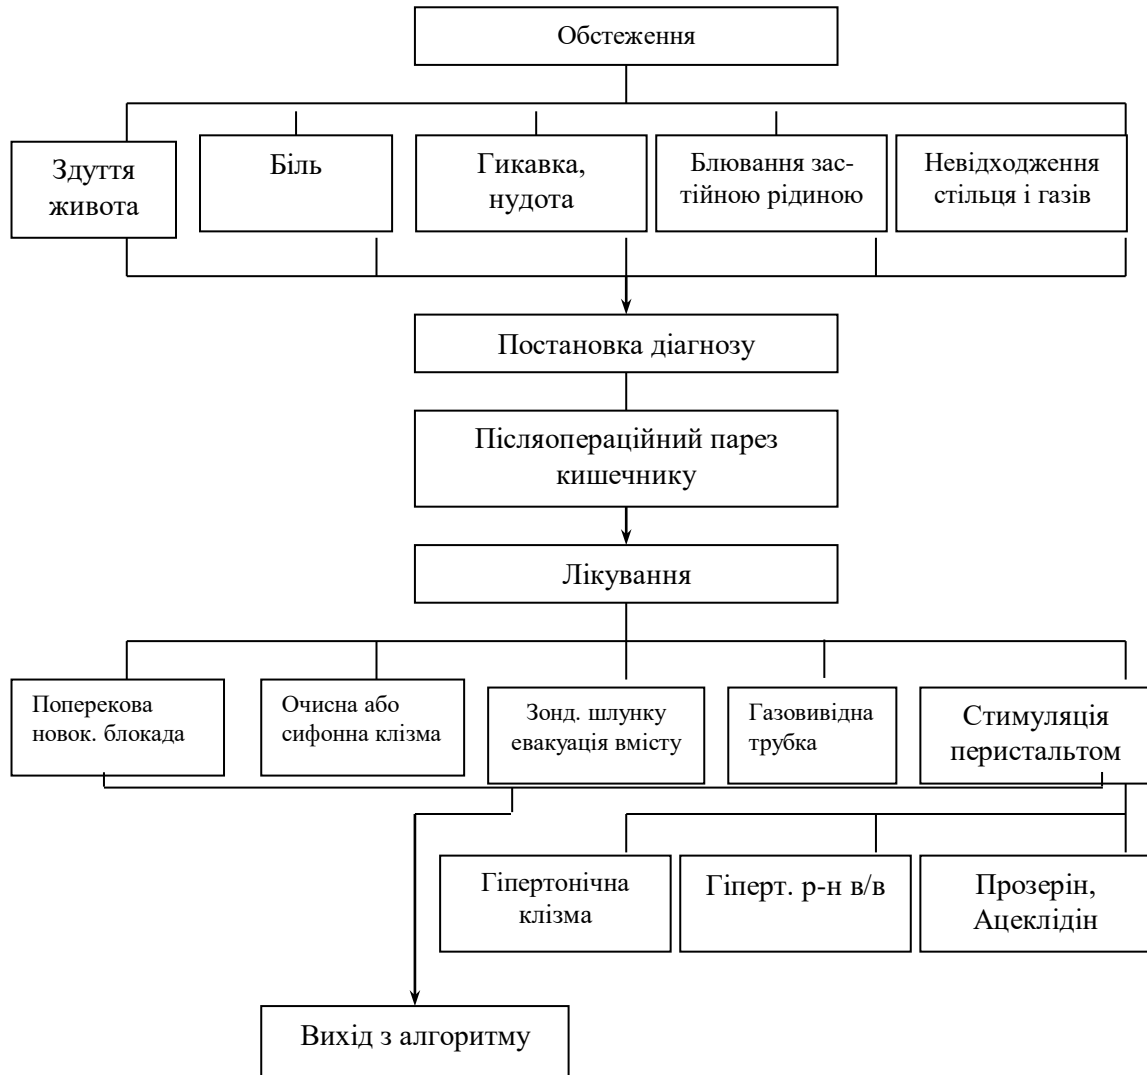 Обстеження
Здуття
живота
Біль
Гикавка,
нудота
Блювання зас-
тійною рідиною
Невідходження
стільця і газів
Постановка діагнозу
Післяопераційний парез
кишечнику
Лікування
Поперекова
новок. блокада
Очисна або
сифонна клізма
Зонд. шлунку
евакуація вмісту
Газовивідна
трубка
Стимуляція
перистальтом
Гіпертонічна
клізма
Гіперт. р-н в/в
Прозерін,
Ацеклідін
Вихід з алгоритму